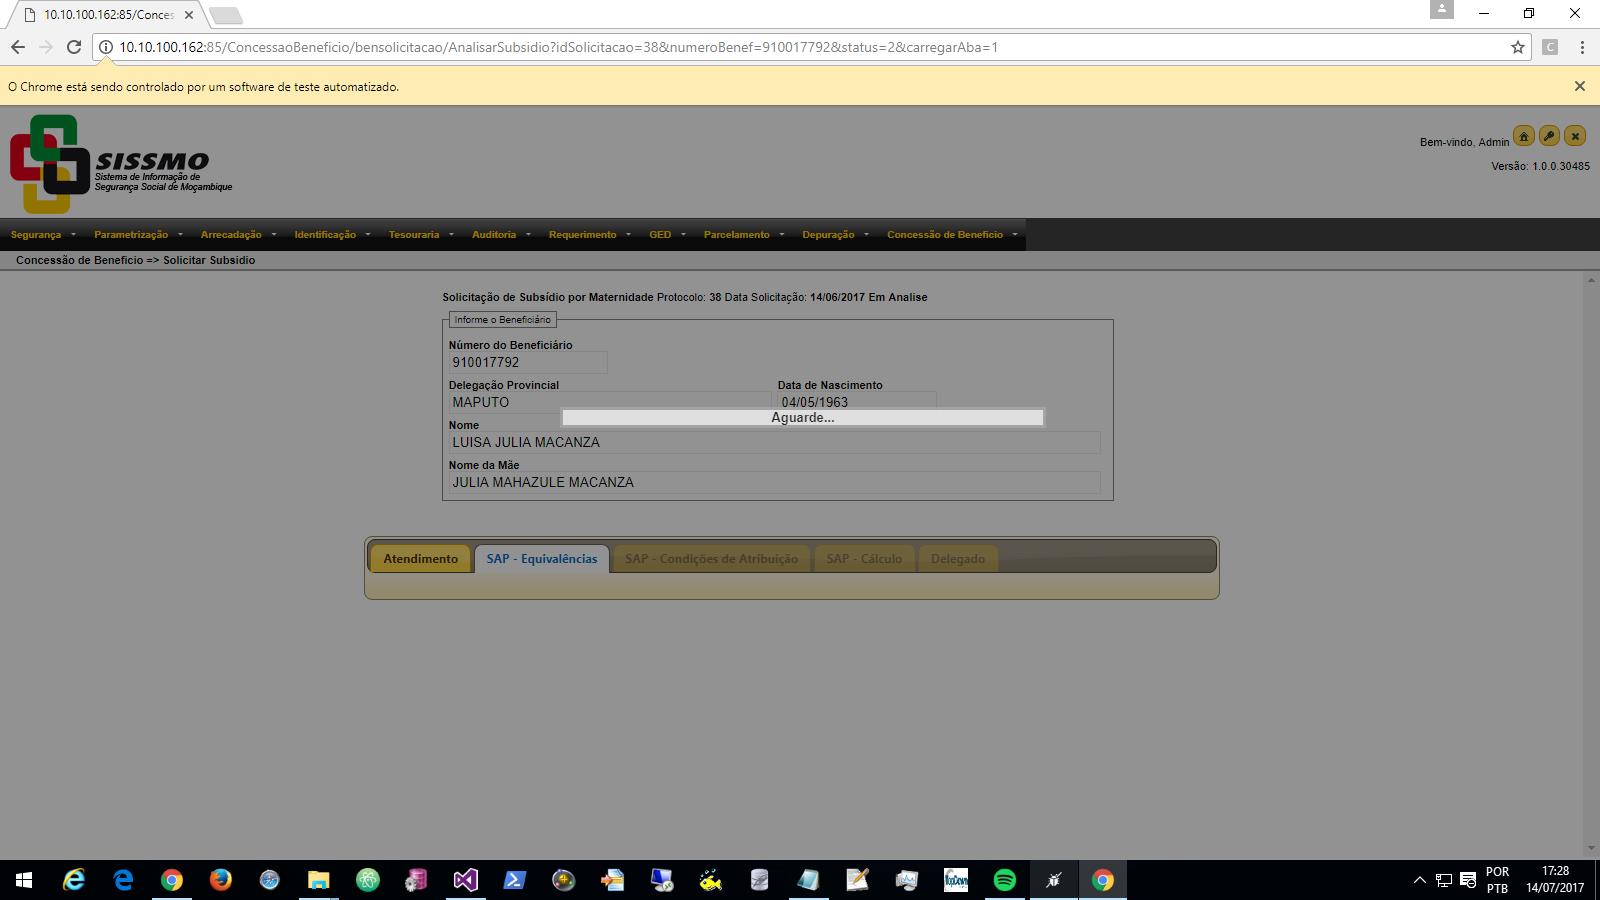 10.10.100.162:85/Conces
10.10.100.162:85/ConcessaoBeneficio/bensolicitacao/AnalisarSubsidio?idSolicitacao=38&numeroBenef=910017792&status=2&carregarAba=1
C
O Chrome está sendo controlado por um software de teste automatizado.
SISSMO
Sistema de Informação de
Segurança Social de Moçambique
Bem-vindo, Admin
Versão: 1.0.0.30485
Segurança Parametrização Arrecadação Identificação Tesouraria Auditoria Requerimento GED Parcelamento Depuração Concessão de Beneficio
Concessão de Beneficio => Solicitar Subsidio
Solicitação de Subsídio por Maternidade Protocolo: 38 Data Solicitação: 14/06/2017 Em Analise
Informe o Beneficiário
Número do Beneficiário
910017792
Delegação Provincial Data de Nascimento
MAPUTO 04/05/1963
Aguarde...
Nome
LUISA JULIA MACANZA
Nome da Mãe
JULIA MAHAZULE MACANZA
Atendimento SAP - Equivalências SAP - Condições de Atribuição SAP - Cálculo Delegado
POR
PTB
17:28
14/07/2017